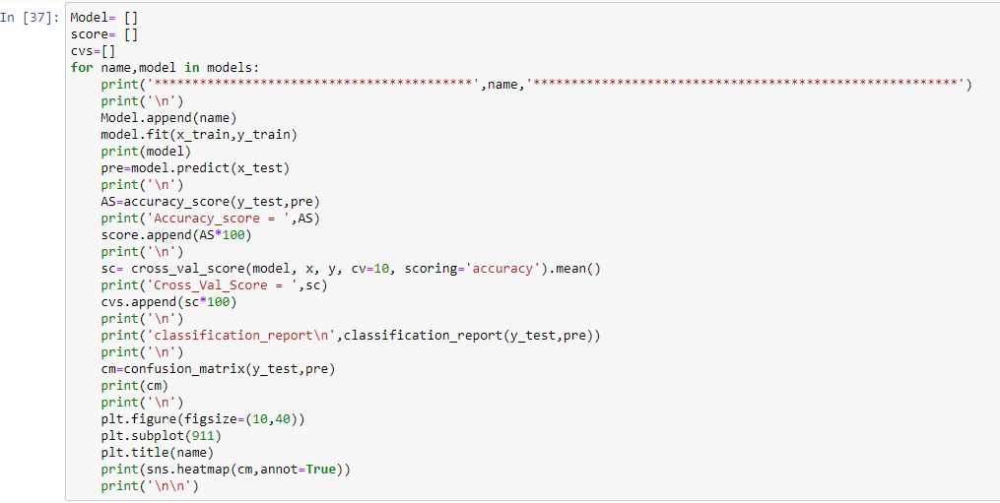 In [37]: Model= []
score= []
cvs=[]
for name,model in models:
    print('******************************************',name,'********************************************************')
    print('\n')
    Model.append(name)
    model.fit(x_train,y_train)
    print(model)
    pre=model.predict(x_test)
    print('\n')
    AS=accuracy_score(y_test,pre)
    print('Accuracy_score = ',AS)
    score.append(AS*100)
    print('\n')
    sc= cross_val_score(model, x, y, cv=10, scoring='accuracy').mean()
    print('Cross_Val_Score = ',sc)
    cvs.append(sc*100)
    print('\n')
    print('classification_report\n',classification_report(y_test,pre))
    print('\n')
    cm=confusion_matrix(y_test,pre)
    print(cm)
    print('\n')
    plt.figure(figsize=(10,40))
    plt.subplot(911)
    plt.title(name)
    print(sns.heatmap(cm,annot=True))
    print('\n\n')